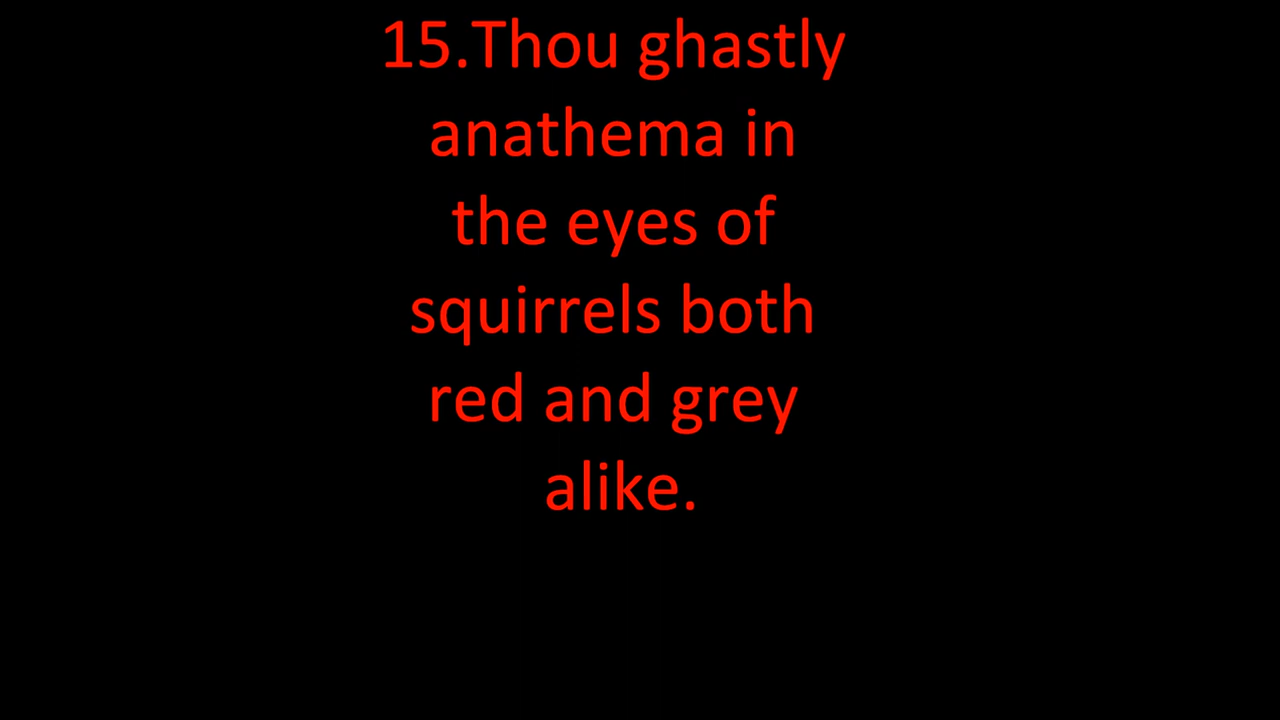 15.Thou ghastly
anathema in
the eyes of
squirrels both
red and grey
alike.